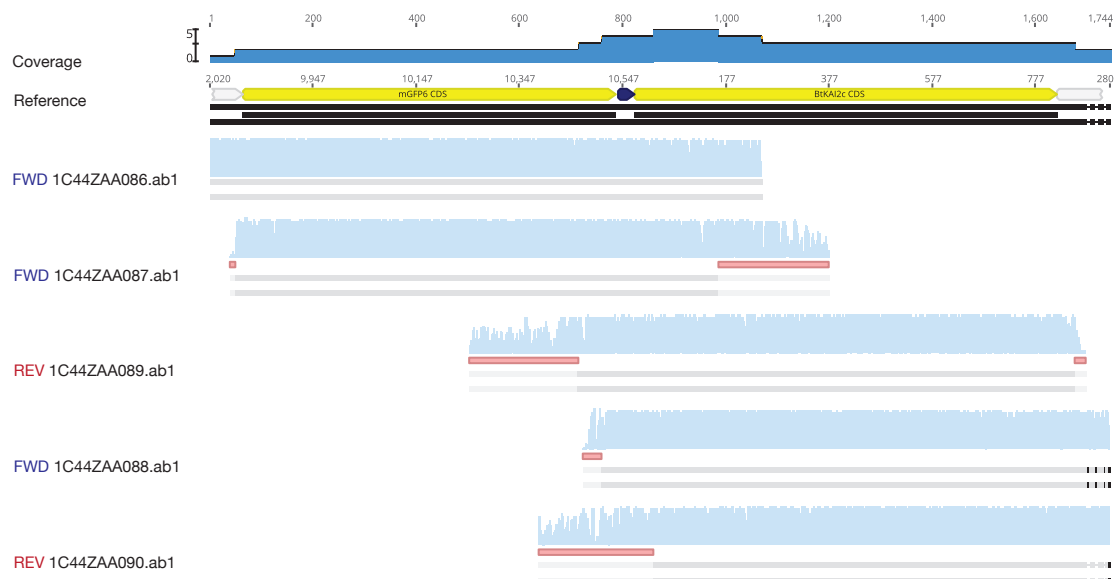 1 200 400 600 800 1,000 1,200 1,400 1,600 1,744
5
0
Coverage
2,020 9,947 10,147 10,347 10,547 177 377 577 777 280
Reference
mGFP6 CDS BtKAI2c CDS
FWD 1C44ZAA086.ab1
FWD 1C44ZAA087.ab1
REV 1C44ZAA089.ab1
FWD 1C44ZAA088.ab1
REV 1C44ZAA090.ab1